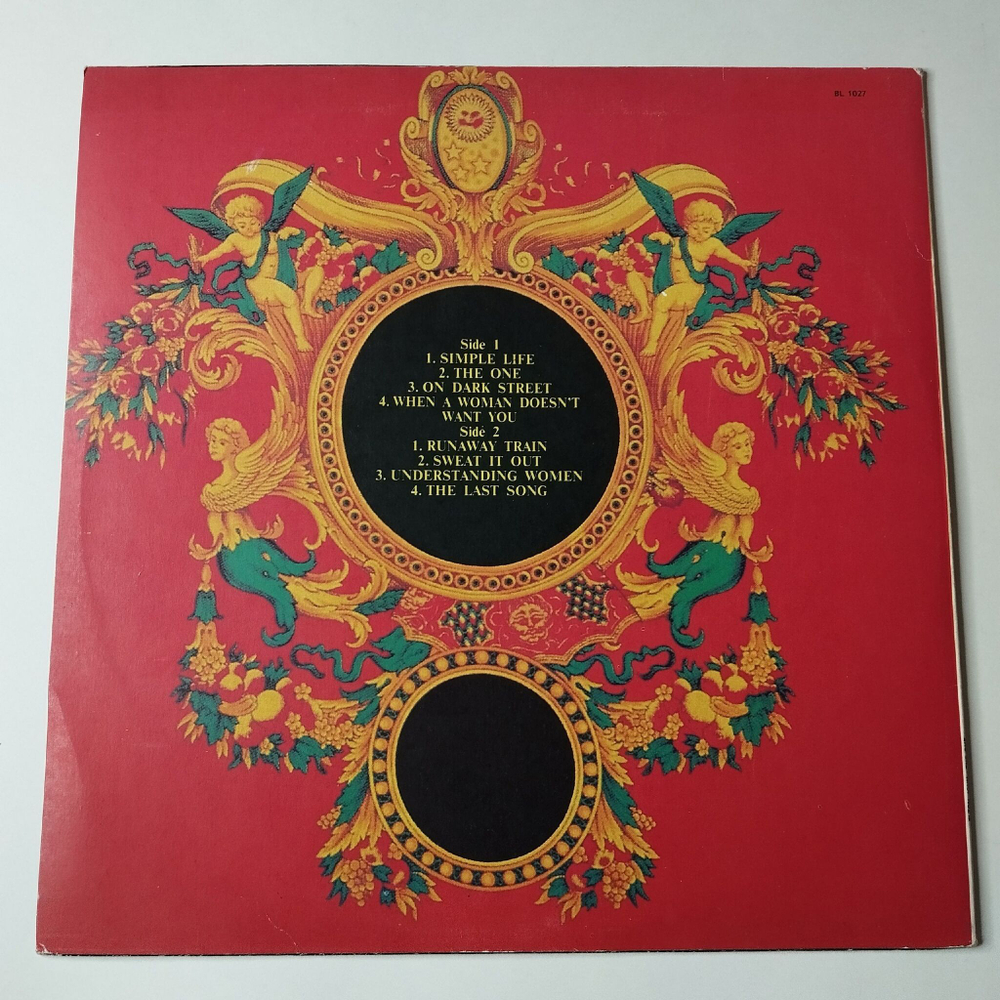 BL 1027
Side 1
1. SIMPLE LIFE
2. THE ONE
3. ON DARK STREET
4. WHEN A WOMAN DOESN'T
WANT YOU
Side 2
1. RUNAWAY TRAIN
2. SWEAT IT OUT
3. UNDERSTANDING WOMEN
4. THE LAST SONG